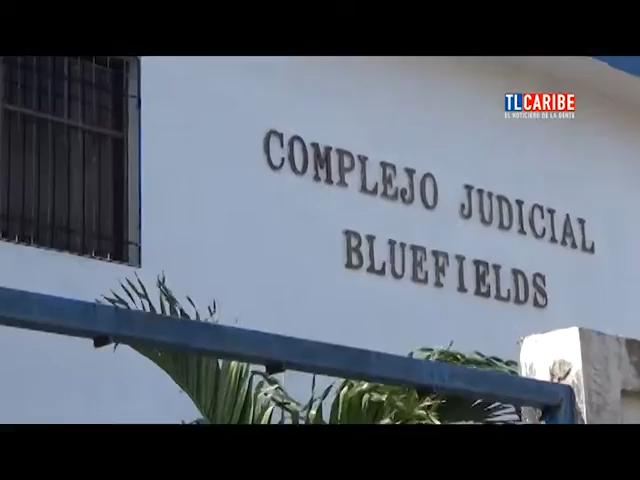 TLCARIBE
EL NOTICIERO DE LA GENTE
COMPLEJO JUDICIAL
BLUEFIELDS